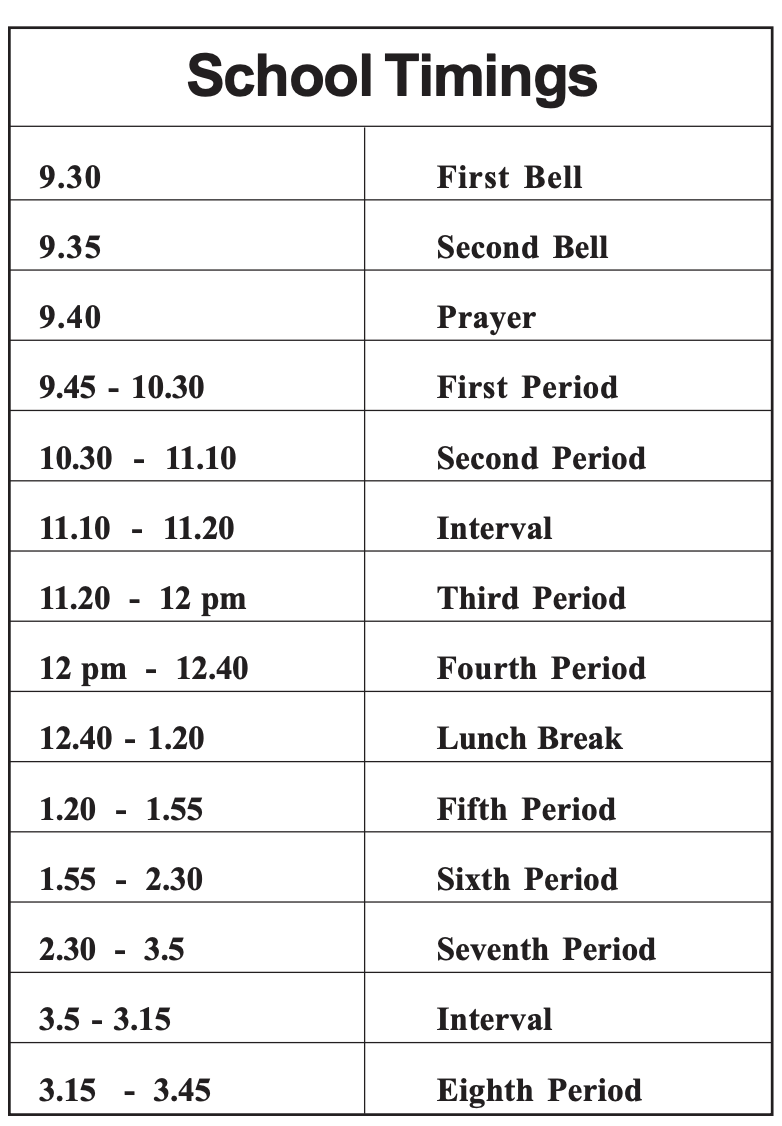 School Timings
9.30 First Bell
9.35 Second Bell
9.40 Prayer
9.45 - 10.30 First Period
10.30 - 11.10 Second Period
11.10 - 11.20 Interval
11.20 - 12 pm Third Period
12 pm - 12.40 Fourth Period
12.40 - 1.20 Lunch Break
1.20 - 1.55 Fifth Period
1.55 - 2.30 Sixth Period
2.30 - 3.5 Seventh Period
3.5 - 3.15 Interval
3.15 - 3.45 Eighth Period